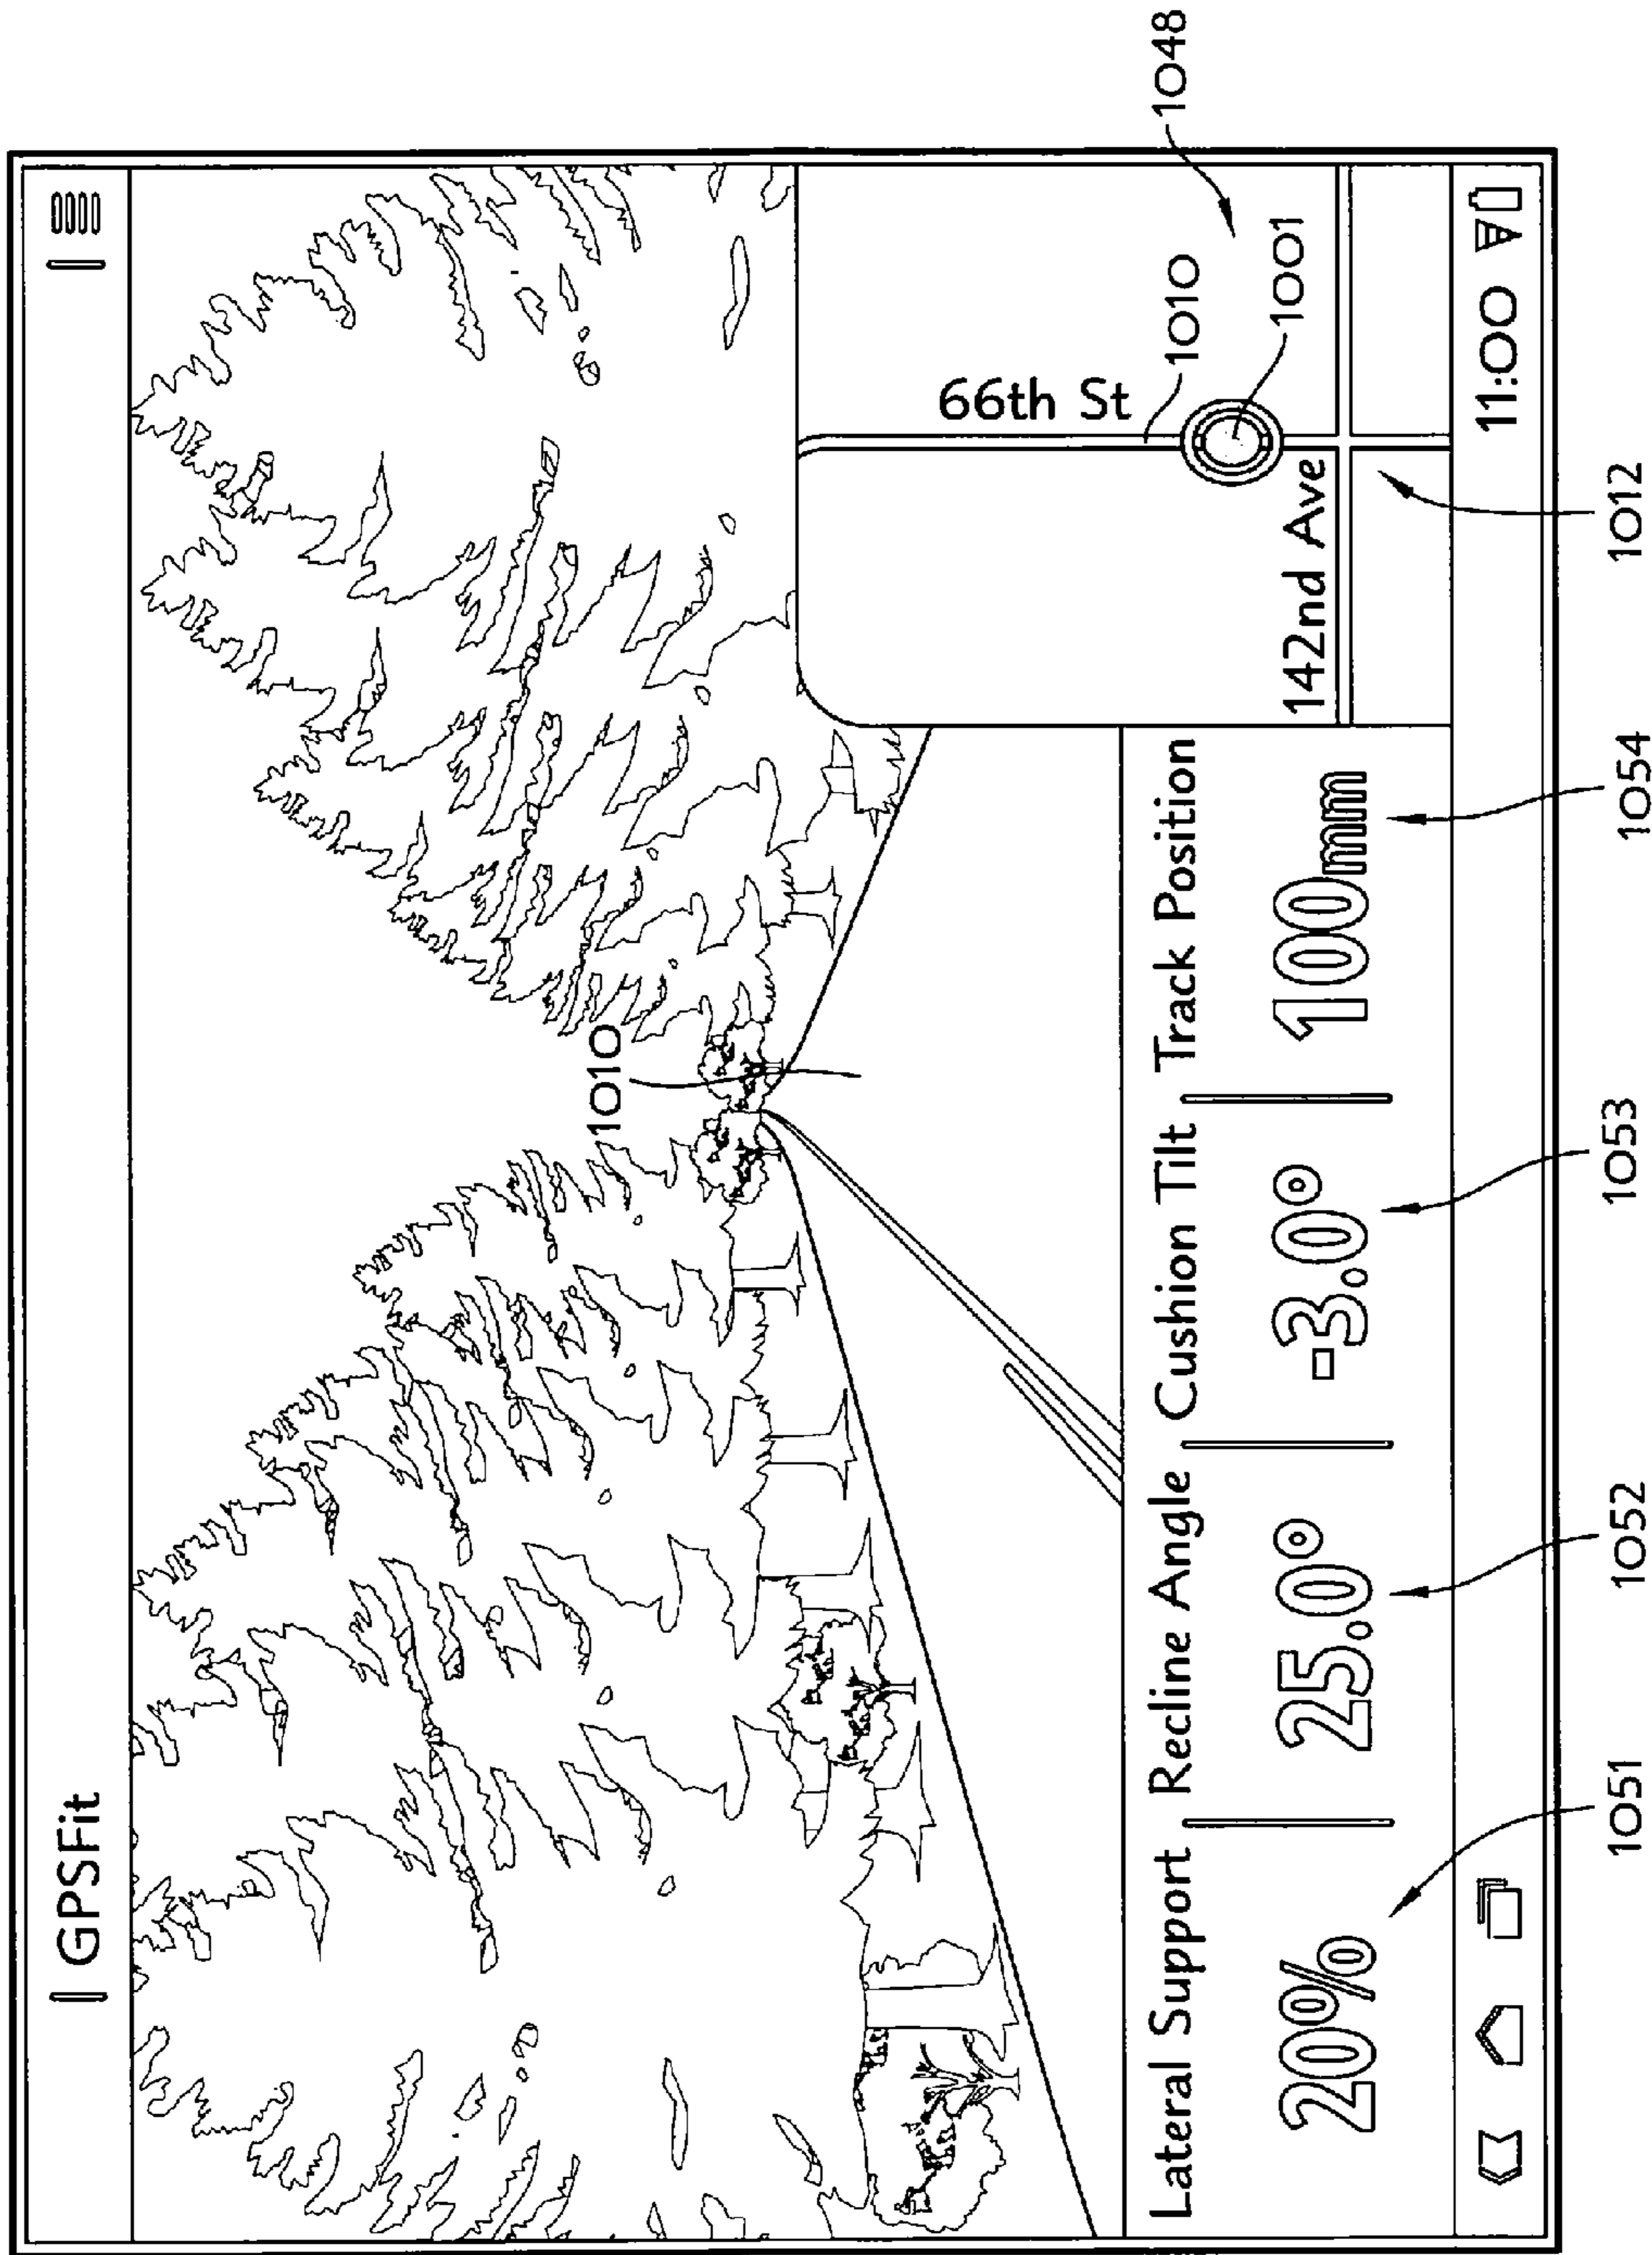 GPSFit
1010
66th St
1048
1010
1001
142nd Ave
Lateral Support
Recline Angle
Cushion Tilt
Track Position
20%
25.0°
-3.0°
100mm
11:00
1051
1052
1053
1054
1012